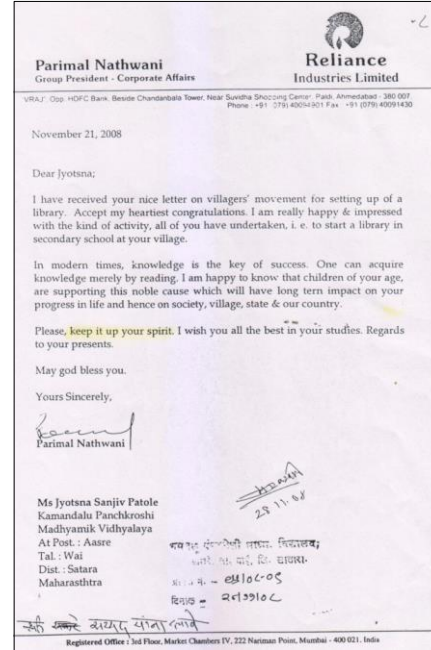 -2
Parimal Nathwani
Group President - Corporate Affairs
Reliance
Industries Limited
'VRAJ', Opp. HDFC Bank, Beside Chandanbala Tower, Near Suvidha Shopping Center, Paldi, Ahmedabad - 380 007.
Phone : +91 (079) 40094901 Fax : +91 (079) 40091430
November 21, 2008
Dear Jyotsna;
I have received your nice letter on villagers' movement for setting up of a
library. Accept my heartiest congratulations. I am really happy & impressed
with the kind of activity, all of you have undertaken, i. e. to start a library in
secondary school at your village.
In modern times, knowledge is the key of success. One can acquire
knowledge merely by reading. I am happy to know that children of your age,
are supporting this noble cause which will have long tern impact on your
progress in life and hence on society, village, state & our country.
Please, keep it up your spirit. I wish you all the best in your studies. Regards
to your presents.
May god bless you.
Yours Sincerely,
Parimal Nathwani
Ms Jyotsna Sanjiv Patole
Kamandalu Panchkroshi
Madhyamik Vidhyalaya
At Post. : Aasre
Tal. : Wai
Dist. : Satara
Maharasthtra
28.11.08
माध्य. विद्यालय;
वाई, जि. सातारा.
दिनांक -
Registered Office : 3rd Floor, Market Chambers IV, 222 Nariman Point, Mumbai - 400 021. India